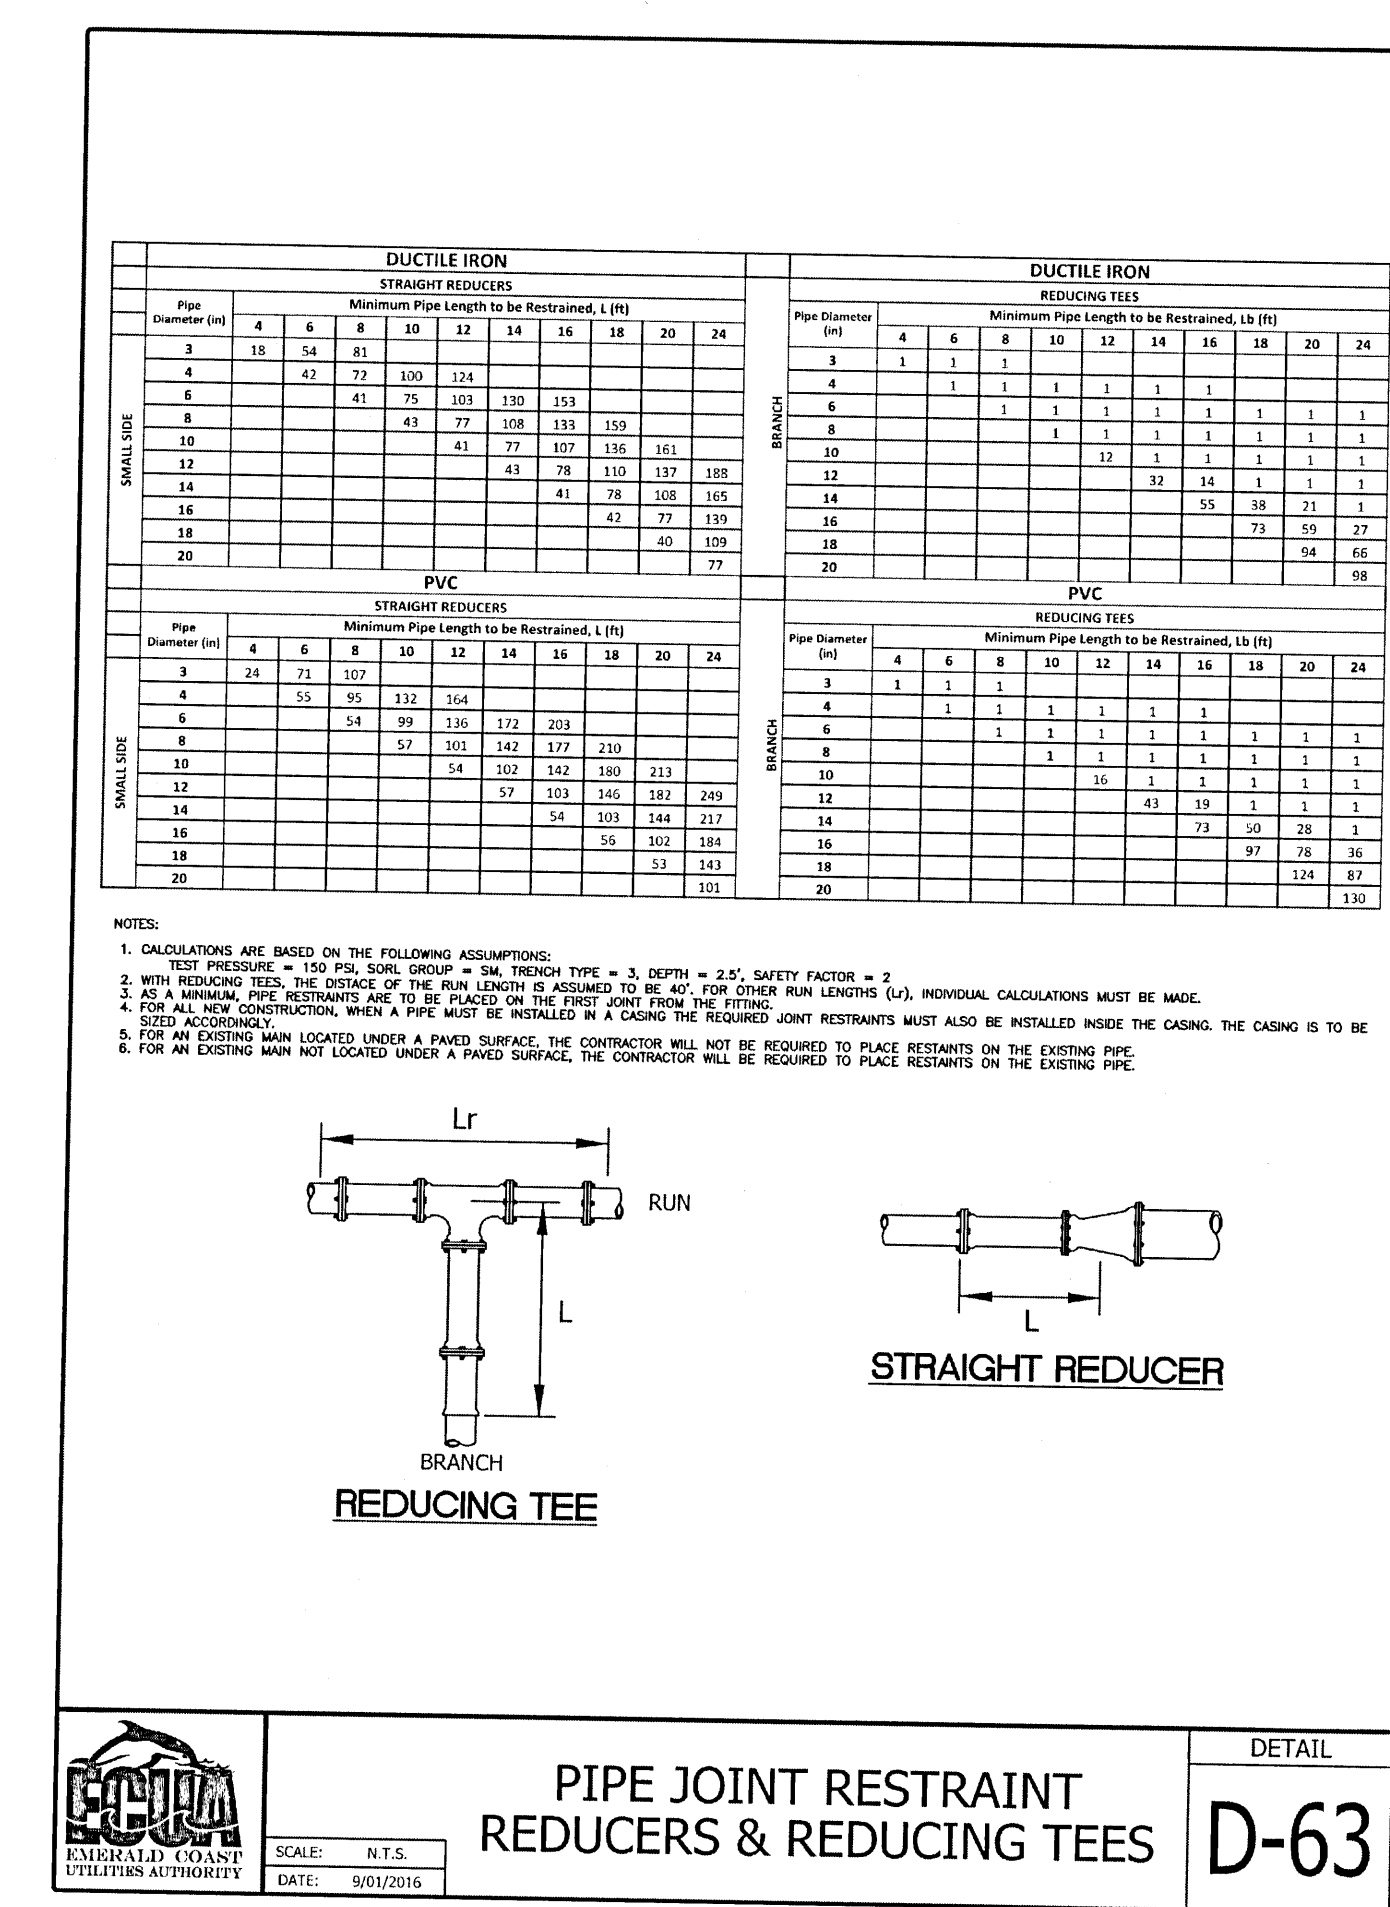 DUCTILE IRON
STRAIGHT REDUCERS
Pipe Diameter (in) Minimum Pipe Length to be Restrained, L (ft)
4 6 8 10 12 14 16 18 20 24
SMALL SIDE
3 18 54 81
4 42 72 100 124
6 41 75 103 130 153
8 43 77 108 133 159
10 41 77 107 136 161
12 43 78 110 137 188
14 41 78 108 165
16 42 77 139
18 40 109
20 77
DUCTILE IRON
REDUCING TEES
Pipe Diameter (in) Minimum Pipe Length to be Restrained, Lb (ft)
4 6 8 10 12 14 16 18 20 24
BRANCH
3 1 1 1
4 1 1 1 1 1 1
6 1 1 1 1 1 1 1 1
8 1 1 1 1 1 1 1
10 12 1 1 1 1 1
12 32 14 1 1 1
14 55 38 21 1
16 73 59 27
18 94 66
20 98
PVC
STRAIGHT REDUCERS
Pipe Diameter (in) Minimum Pipe Length to be Restrained, L (ft)
4 6 8 10 12 14 16 18 20 24
SMALL SIDE
3 24 71 107
4 55 95 132 164
6 54 99 136 172 203
8 57 101 142 177 210
10 54 102 142 180 213
12 57 103 146 182 249
14 54 103 144 217
16 56 102 184
18 53 143
20 101
PVC
REDUCING TEES
Pipe Diameter (in) Minimum Pipe Length to be Restrained, Lb (ft)
4 6 8 10 12 14 16 18 20 24
BRANCH
3 1 1 1
4 1 1 1 1 1 1
6 1 1 1 1 1 1 1 1
8 1 1 1 1 1 1 1
10 16 1 1 1 1 1
12 43 19 1 1 1
14 73 50 28 1
16 97 78 36
18 124 87
20 130
NOTES:
1. CALCULATIONS ARE BASED ON THE FOLLOWING ASSUMPTIONS:
TEST PRESSURE = 150 PSI, SORL GROUP = SM, TRENCH TYPE = 3, DEPTH = 2.5', SAFETY FACTOR = 2
2. WITH REDUCING TEES, THE DISTACE OF THE RUN LENGTH IS ASSUMED TO BE 40'. FOR OTHER RUN LENGTHS (Lr), INDIVIDUAL CALCULATIONS MUST BE MADE.
3. AS A MINIMUM, PIPE RESTRAINTS ARE TO BE PLACED ON THE FIRST JOINT FROM THE FITTING.
4. FOR ALL NEW CONSTRUCTION, WHEN A PIPE MUST BE INSTALLED IN A CASING THE REQUIRED JOINT RESTRAINTS MUST ALSO BE INSTALLED INSIDE THE CASING. THE CASING IS TO BE
SIZED ACCORDINGLY.
5. FOR AN EXISTING MAIN LOCATED UNDER A PAVED SURFACE, THE CONTRACTOR WILL NOT BE REQUIRED TO PLACE RESTAINTS ON THE EXISTING PIPE.
6. FOR AN EXISTING MAIN NOT LOCATED UNDER A PAVED SURFACE, THE CONTRACTOR WILL BE REQUIRED TO PLACE RESTAINTS ON THE EXISTING PIPE.
Lr
RUN
L
BRANCH
REDUCING TEE
L
STRAIGHT REDUCER
ECUA
EMERALD COAST
UTILITIES AUTHORITY
SCALE: N.T.S.
DATE: 9/01/2016
PIPE JOINT RESTRAINT
REDUCERS & REDUCING TEES
DETAIL
D-63